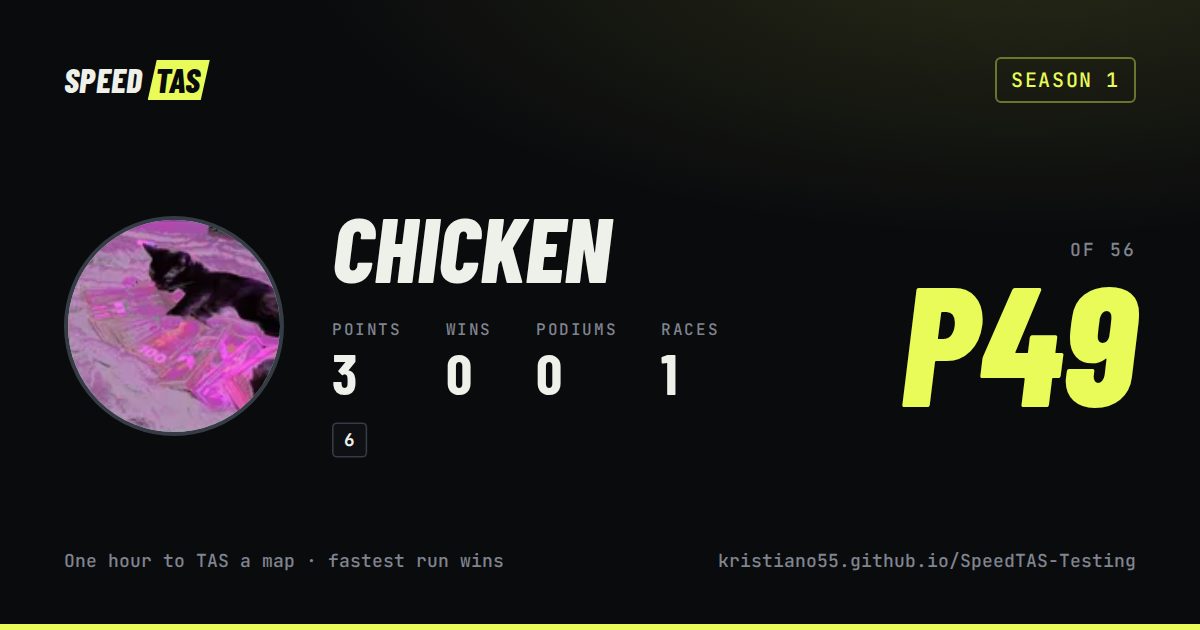 SPEED TAS
SEASON 1
CHICKEN
OF 56
P49
POINTS WINS PODIUMS RACES
3 0 0 1
6
100
One hour to TAS a map · fastest run wins
kristiano55.github.io/SpeedTAS-Testing